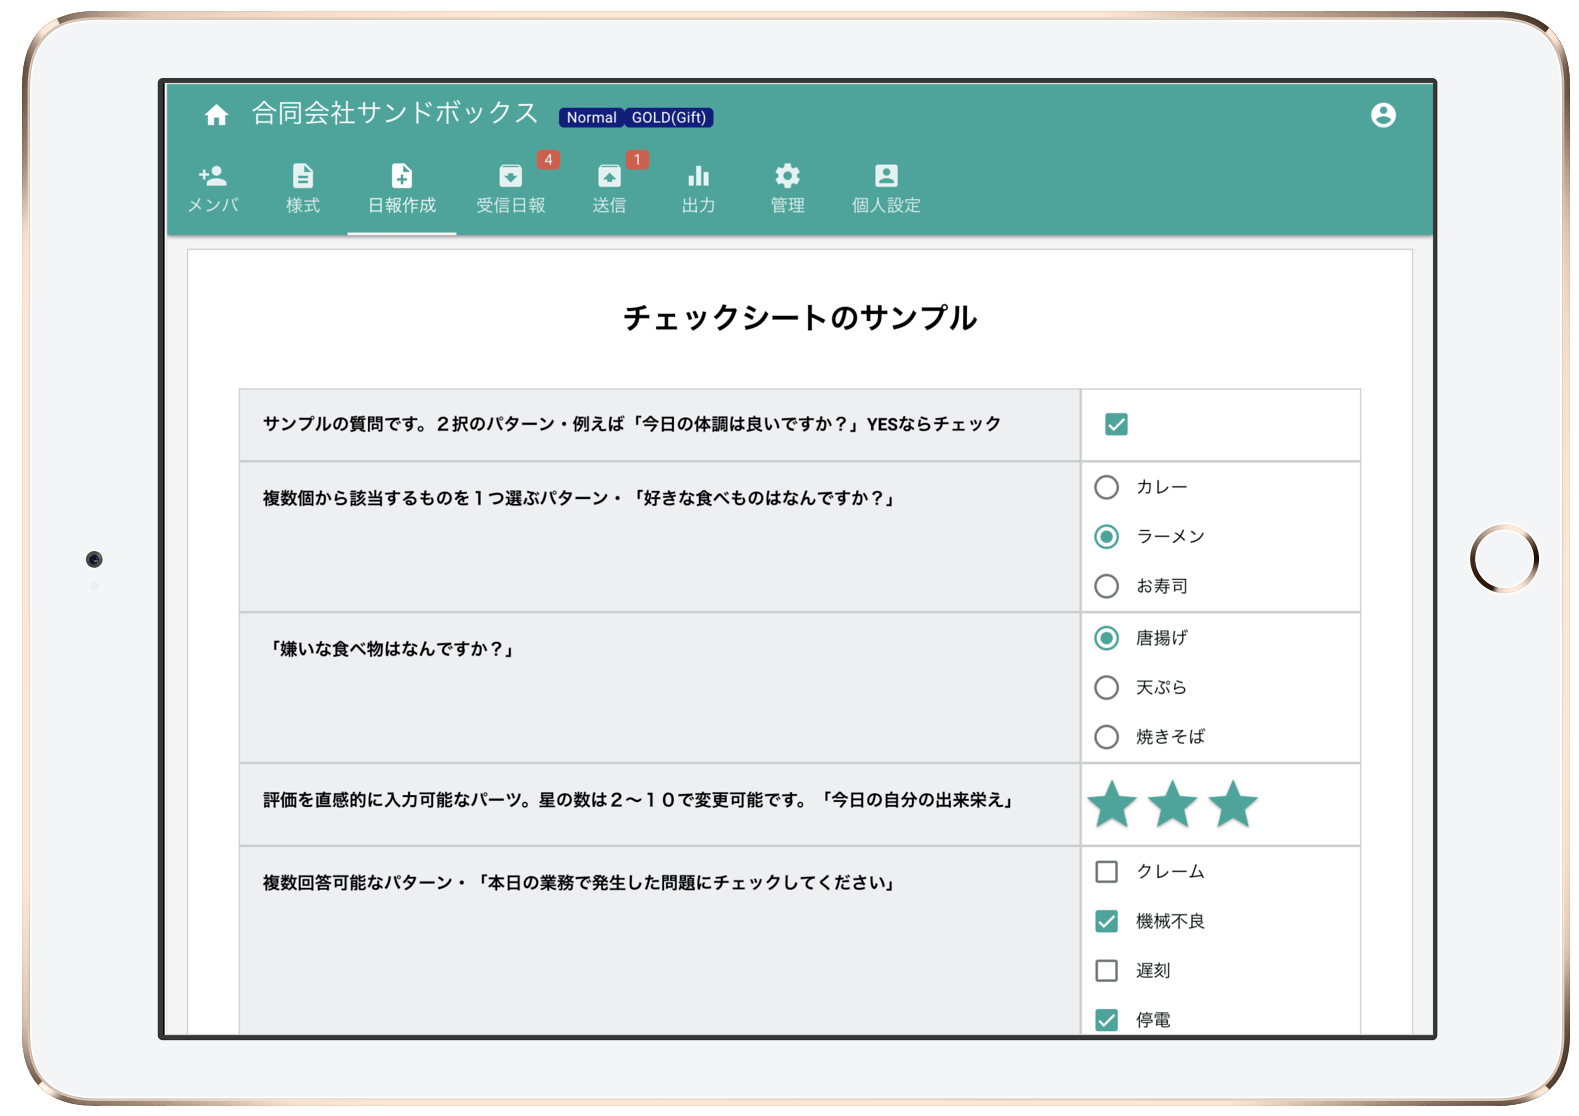 合同会社サンドボックス Normal GOLD(Gift)
メンバ 様式 日報作成 受信日報 4 送信 1 出力 管理 個人設定
チェックシートのサンプル
サンプルの質問です。２択のパターン・例えば「今日の体調は良いですか？」YESならチェック
複数個から該当するものを１つ選ぶパターン・「好きな食べものはなんですか？」
カレー
ラーメン
お寿司
「嫌いな食べ物はなんですか？」
唐揚げ
天ぷら
焼きそば
評価を直感的に入力可能なパーツ。星の数は２〜１０で変更可能です。「今日の自分の出来栄え」
複数回答可能なパターン・「本日の業務で発生した問題にチェックしてください」
クレーム
機械不良
遅刻
停電